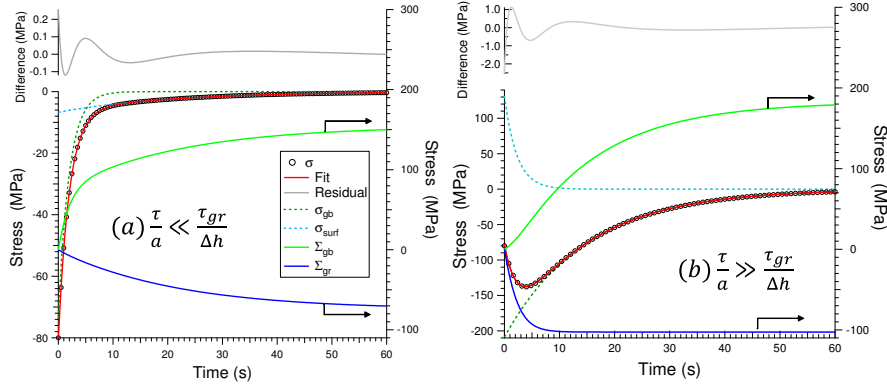 Difference (MPa)
0.2
0.1
0.0
-0.1
300
200
100
0
-100
Stress (MPa)
0
-20
-40
-60
-80
Stress (MPa)
0
10
20
40
50
60
Time (s)
σ
Fit
Residual
σgb
σsurf
Σgb
Σgr
(a) τ/a ≪ τgr/Δh
Difference (MPa)
1.0
0.0
-1.0
-2.0
300
200
100
0
-100
Stress (MPa)
100
50
0
-50
-100
-150
-200
Stress (MPa)
0
10
20
30
40
50
60
Time (s)
(b) τ/a ≫ τgr/Δh